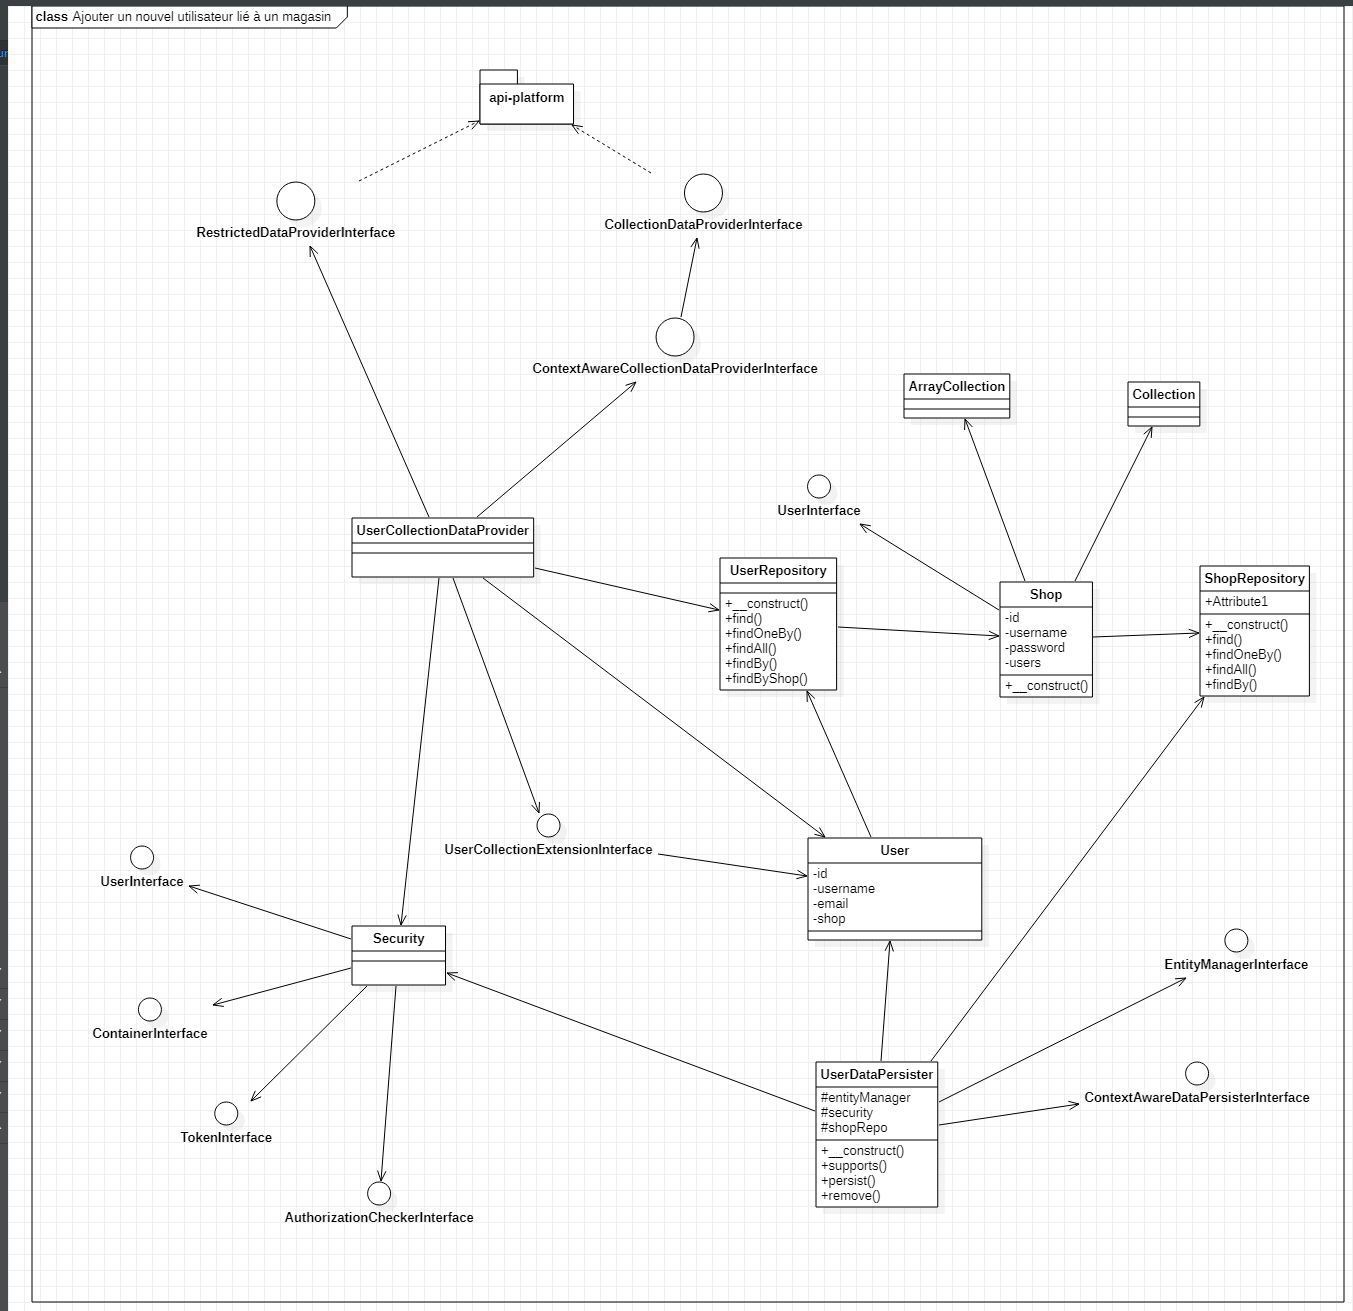 class Ajouter un nouvel utilisateur lié à un magasin
api-platform
RestrictedDataProviderInterface
CollectionDataProviderInterface
ContextAwareCollectionDataProviderInterface
ArrayCollection
Collection
UserInterface
UserCollectionDataProvider
UserRepository
+__construct()
+find()
+findOneBy()
+findAll()
+findBy()
+findByShop()
Shop
-id
-username
-password
-users
+__construct()
ShopRepository
+Attribute1
+__construct()
+find()
+findOneBy()
+findAll()
+findBy()
UserCollectionExtensionInterface
User
-id
-username
-email
-shop
UserInterface
Security
ContainerInterface
TokenInterface
AuthorizationCheckerInterface
EntityManagerInterface
ContextAwareDataPersisterInterface
UserDataPersister
#entityManager
#security
#shopRepo
+__construct()
+supports()
+persist()
+remove()